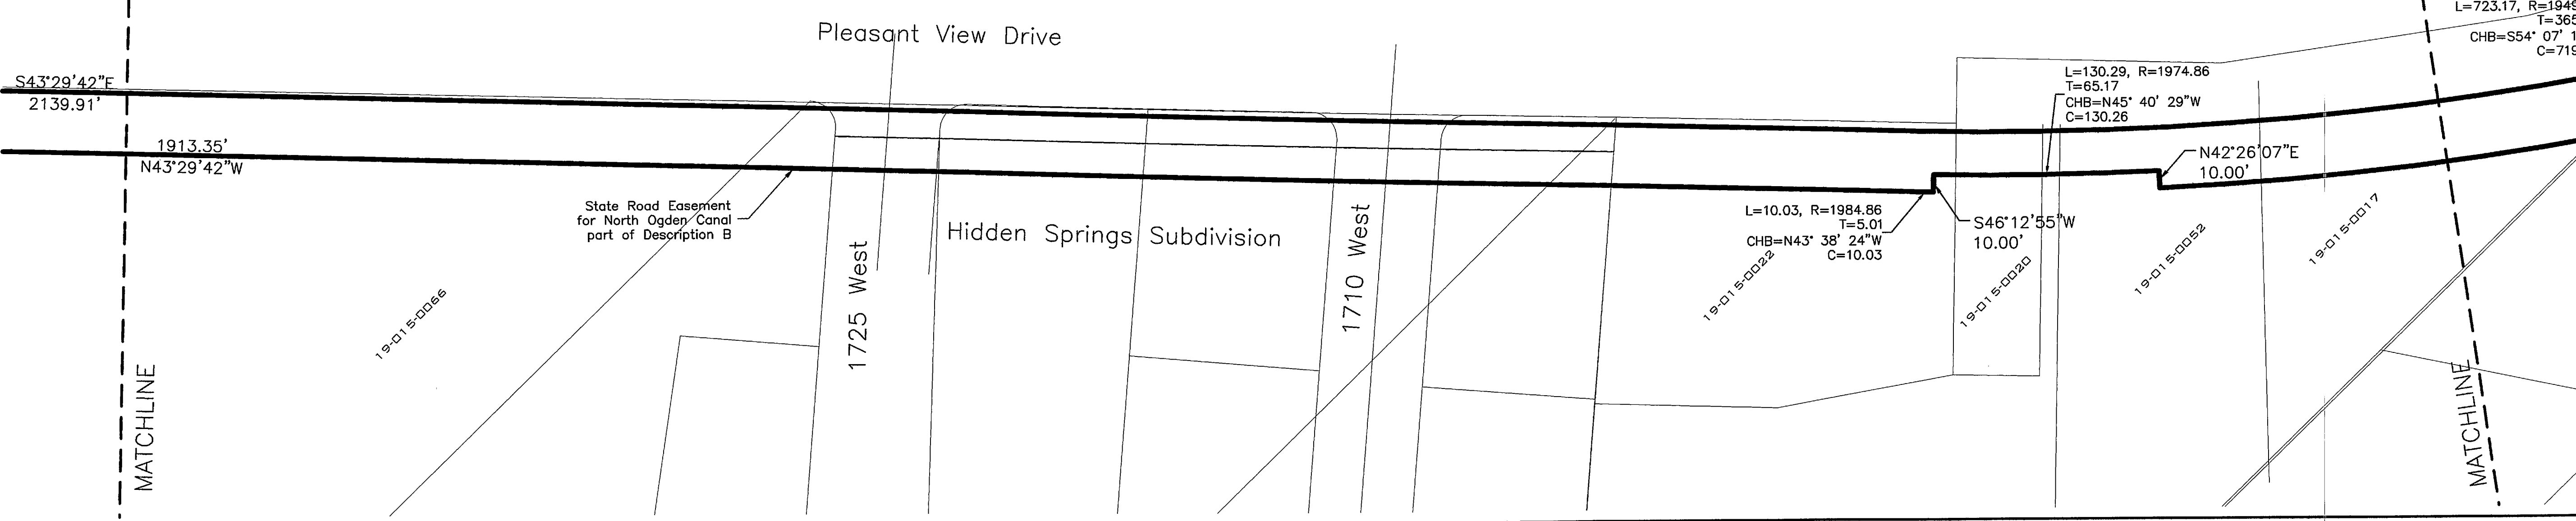 Pleasant View Drive
S43°29'42"E
2139.91'
1913.35'
N43°29'42"W
State Road Easement
for North Ogden Canal
part of Description B
Hidden Springs Subdivision
1725 West
1710 West
19-015-0066
MATCHLINE
L=10.03, R=1984.86
T=5.01
CHB=N43° 38' 24"W
C=10.03
S46°12'55"W
10.00'
L=130.29, R=1974.86
T=65.17
CHB=N45° 40' 29"W
C=130.26
N42°26'07"E
10.00'
19-015-0022
19-015-0020
19-015-0052
19-015-0017
L=723.17, R=1949
T=365
CHB=S54° 07' 1
C=719
MATCHLINE